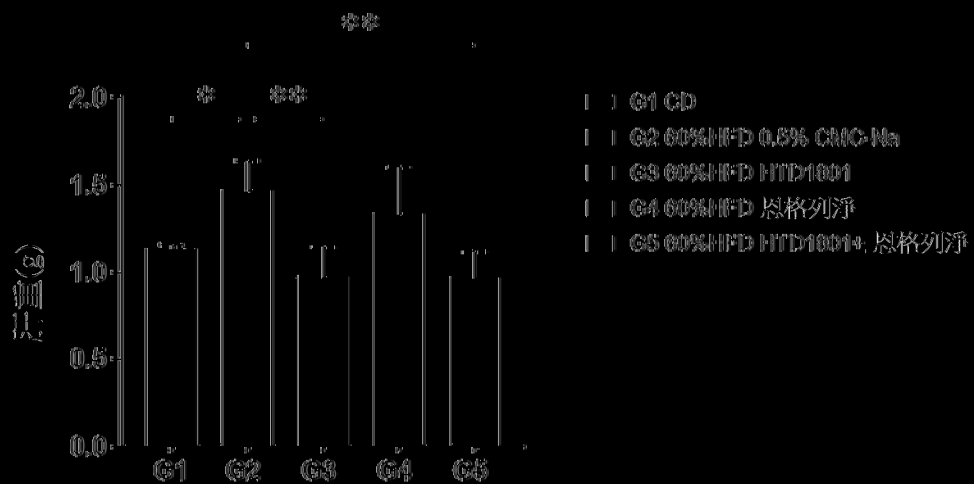 **
* **
2.0
1.5
1.0
0.5
0.0
肝重(g)
G1 G2 G3 G4 G5
G1 CD
G2 60%HFD 0.5% CMC-Na
G3 60%HFD HTD1801
G4 60%HFD 恩格列淨
G5 60%HFD HTD1801+ 恩格列淨